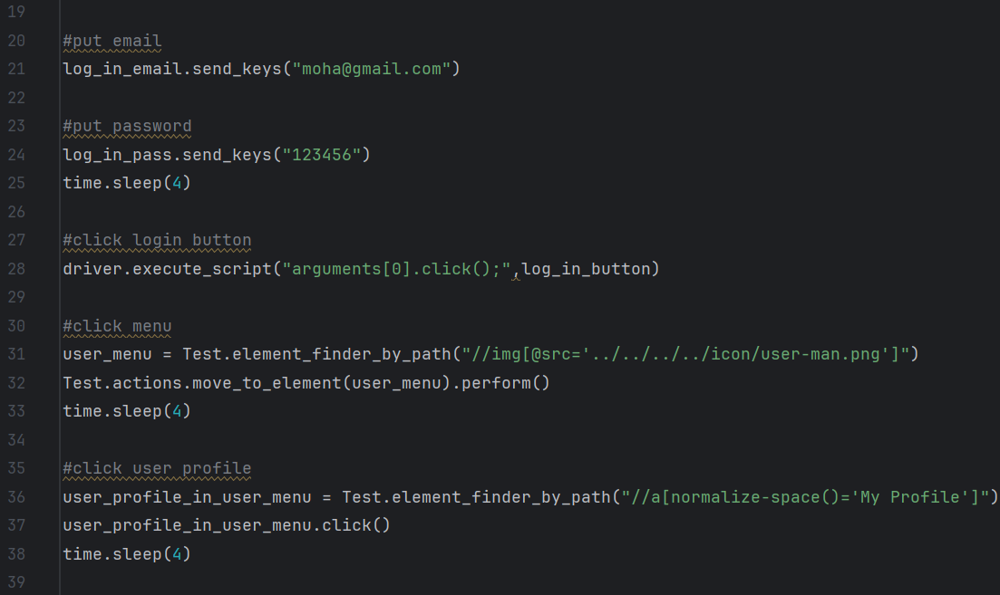 19
20 #put email
21 log_in_email.send_keys("moha@gmail.com")
22
23 #put password
24 log_in_pass.send_keys("123456")
25 time.sleep(4)
26
27 #click login button
28 driver.execute_script("arguments[0].click();",log_in_button)
29
30 #click menu
31 user_menu = Test.element_finder_by_path("//img[@src='../../../../icon/user-man.png']")
32 Test.actions.move_to_element(user_menu).perform()
33 time.sleep(4)
34
35 #click user profile
36 user_profile_in_user_menu = Test.element_finder_by_path("//a[normalize-space()='My Profile']")
37 user_profile_in_user_menu.click()
38 time.sleep(4)
39